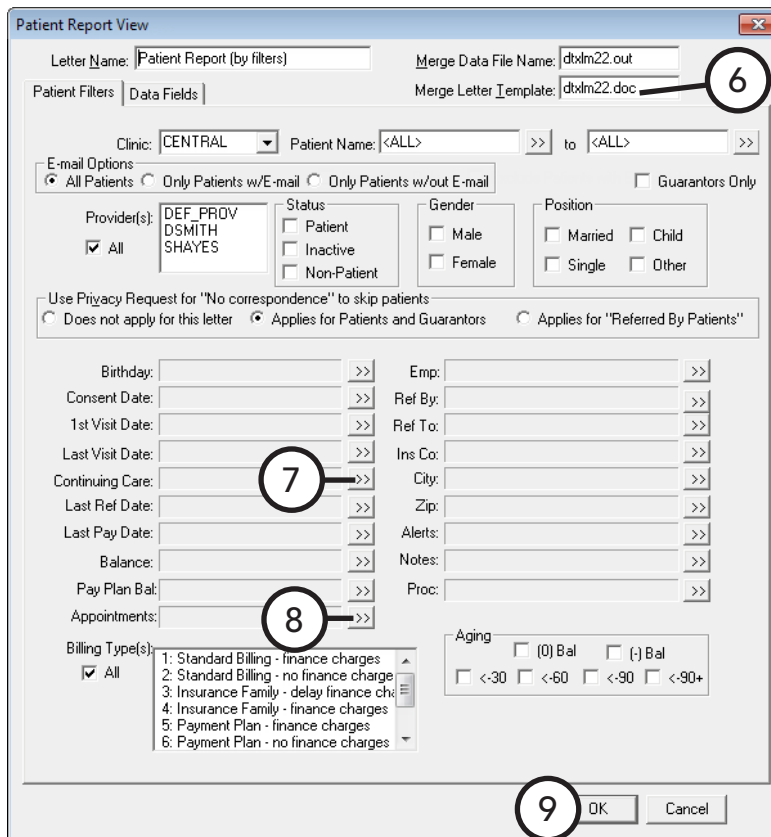 Patient Report View
Letter Name: Patient Report (by filters) Merge Data File Name: dtxlm22.out
Merge Letter Template: dtxlm22.doc 6
Patient Filters Data Fields
Clinic: CENTRAL Patient Name: <ALL> >> to <ALL> >>
E-mail Options
All Patients Only Patients w/E-mail Only Patients w/out E-mail Guarantors Only
Provider(s): DEF_PROV Status Gender Position
All DSMITH Patient Male Married Child
SHAYES Inactive Female Single Other
Non-Patient
Use Privacy Request for "No correspondence" to skip patients
Does not apply for this letter Applies for Patients and Guarantors Applies for "Referred By Patients"
Birthday: >> Emp: >>
Consent Date: >> Ref By: >>
1st Visit Date: >> Ref To: >>
Last Visit Date: >> Ins Co: >>
Continuing Care: 7 >> City: >>
Last Ref Date: >> Zip: >>
Last Pay Date: >> Alerts: >>
Balance: >> Notes: >>
Pay Plan Bal: >> Proc: >>
Appointments: 8 >>
Billing Type(s): Aging
All 1: Standard Billing - finance charges (0) Bal (-) Bal
2: Standard Billing - no finance charge <-30 <-60 <-90 <-90+
3: Insurance Family - delay finance cha
4: Insurance Family - finance charges
5: Payment Plan - finance charges
6: Payment Plan - no finance charges
9 OK Cancel